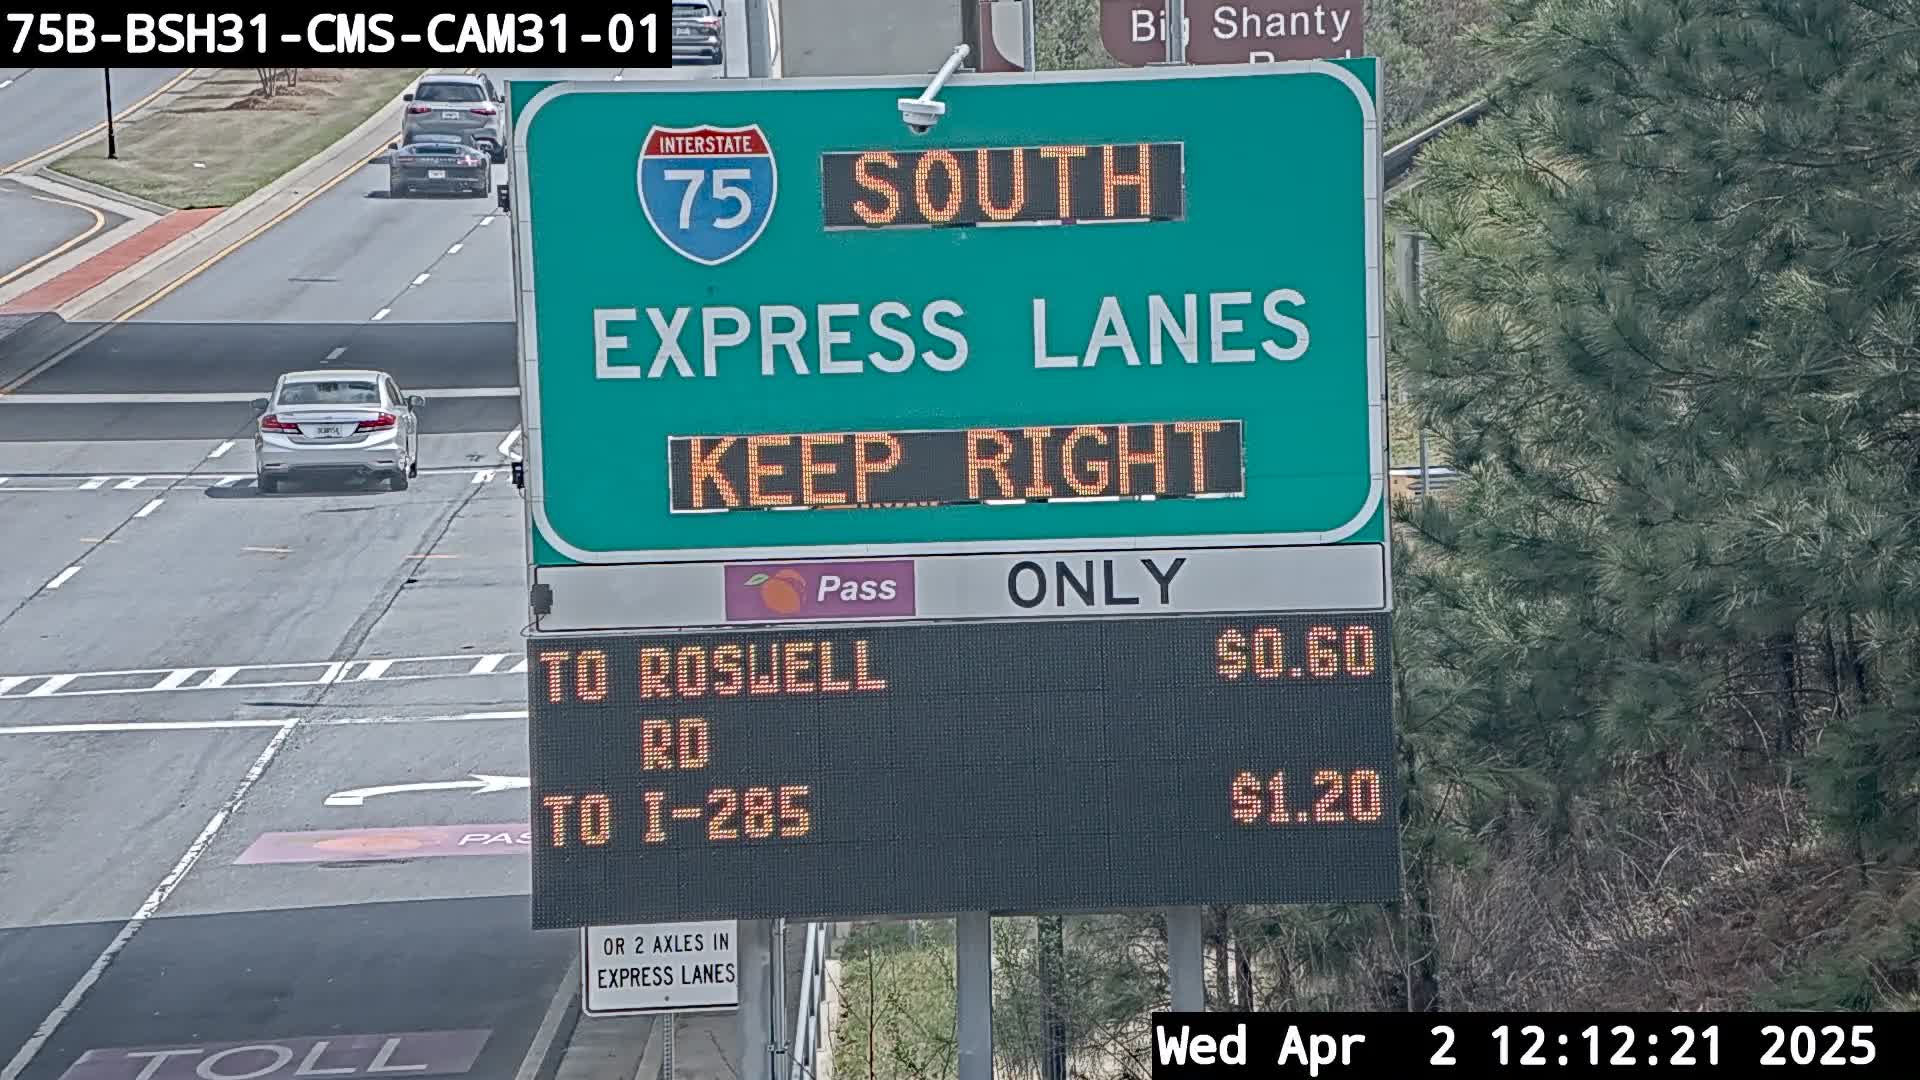 75B-BSH31-CMS-CAM31-01
Big Shanty
INTERSTATE
75
SOUTH
EXPRESS LANES
KEEP RIGHT
Pass ONLY
TO ROSWELL $0.60
RD
TO I-285 $1.20
PAS
OR 2 AXLES IN
EXPRESS LANES
TOLL
Wed Apr 2 12:12:21 2025